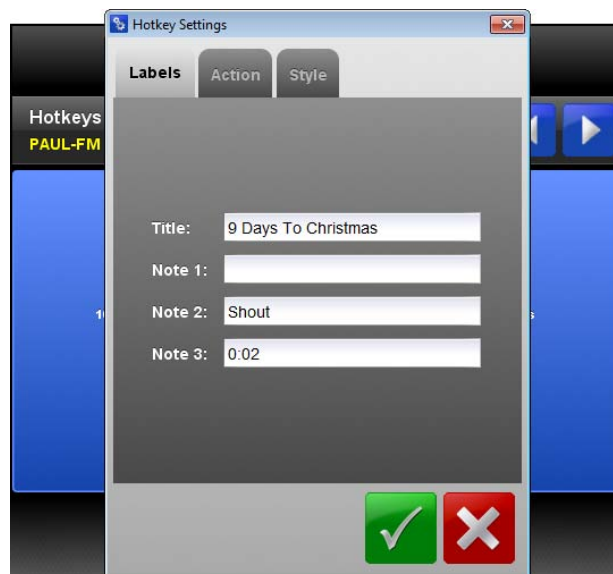 Hotkey Settings
Labels Action Style
Hotkeys
PAUL-FM
Title: 9 Days To Christmas
Note 1:
Note 2: Shout
Note 3: 0:02